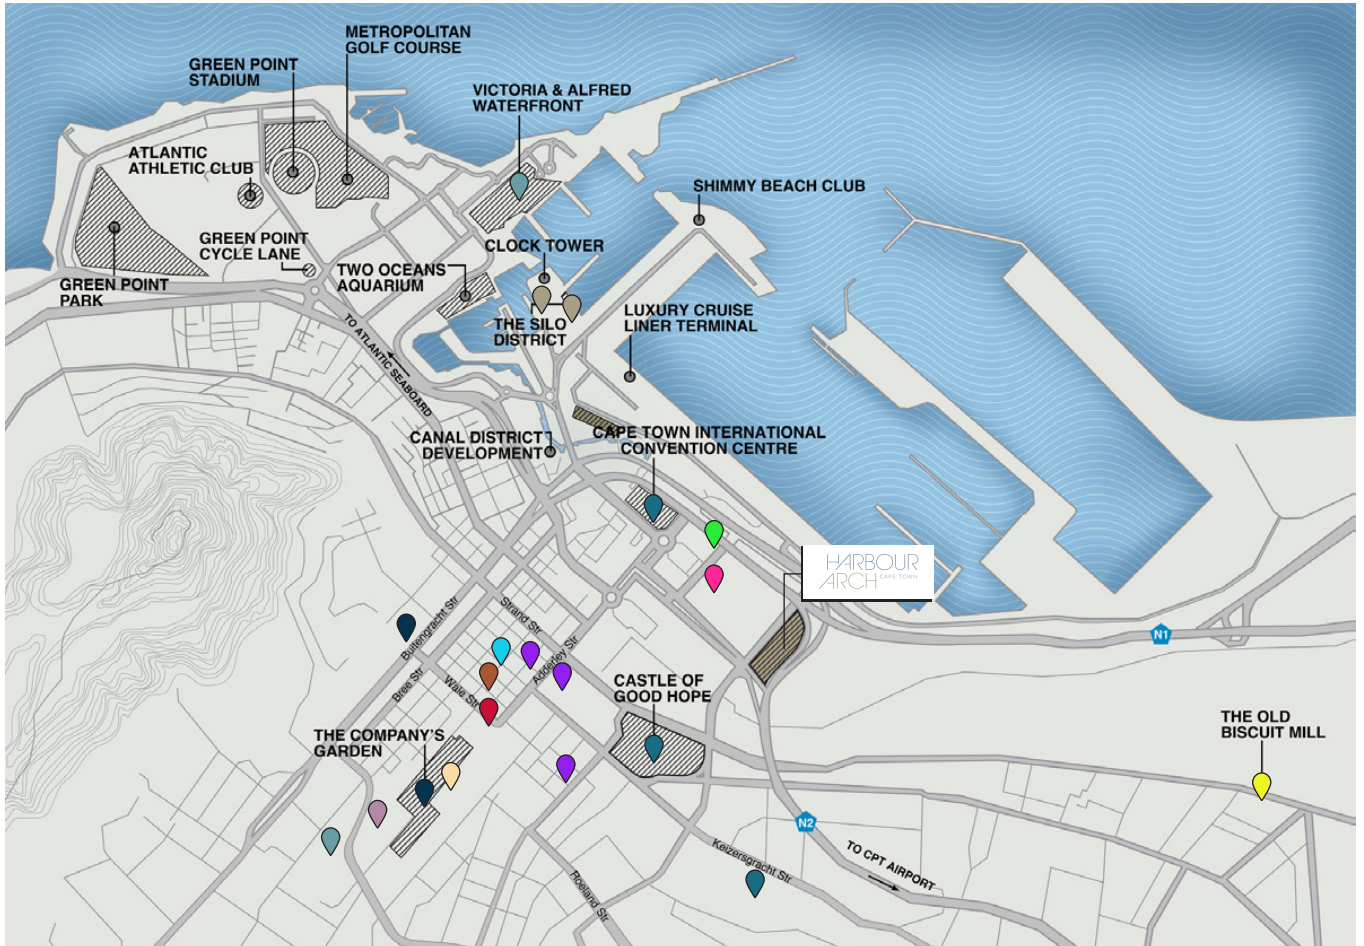 METROPOLITAN
GOLF COURSE
GREEN POINT
STADIUM
VICTORIA & ALFRED
WATERFRONT
ATLANTIC
ATHLETIC CLUB
SHIMMY BEACH CLUB
GREEN POINT
CYCLE LANE
CLOCK TOWER
TWO OCEANS
AQUARIUM
GREEN POINT
PARK
THE SILO
DISTRICT
LUXURY CRUISE
LINER TERMINAL
TO ATLANTIC SEABOARD
CANAL DISTRICT
DEVELOPMENT
CAPE TOWN INTERNATIONAL
CONVENTION CENTRE
HARBOUR
ARCH CAPE TOWN
Buitengracht Str
Strand Str
Adderley Str
Bree Str
Wale Str
N1
CASTLE OF
GOOD HOPE
THE COMPANY'S
GARDEN
THE OLD
BISCUIT MILL
N2
Keizersgracht Str
TO CPT AIRPORT
Roeland Str